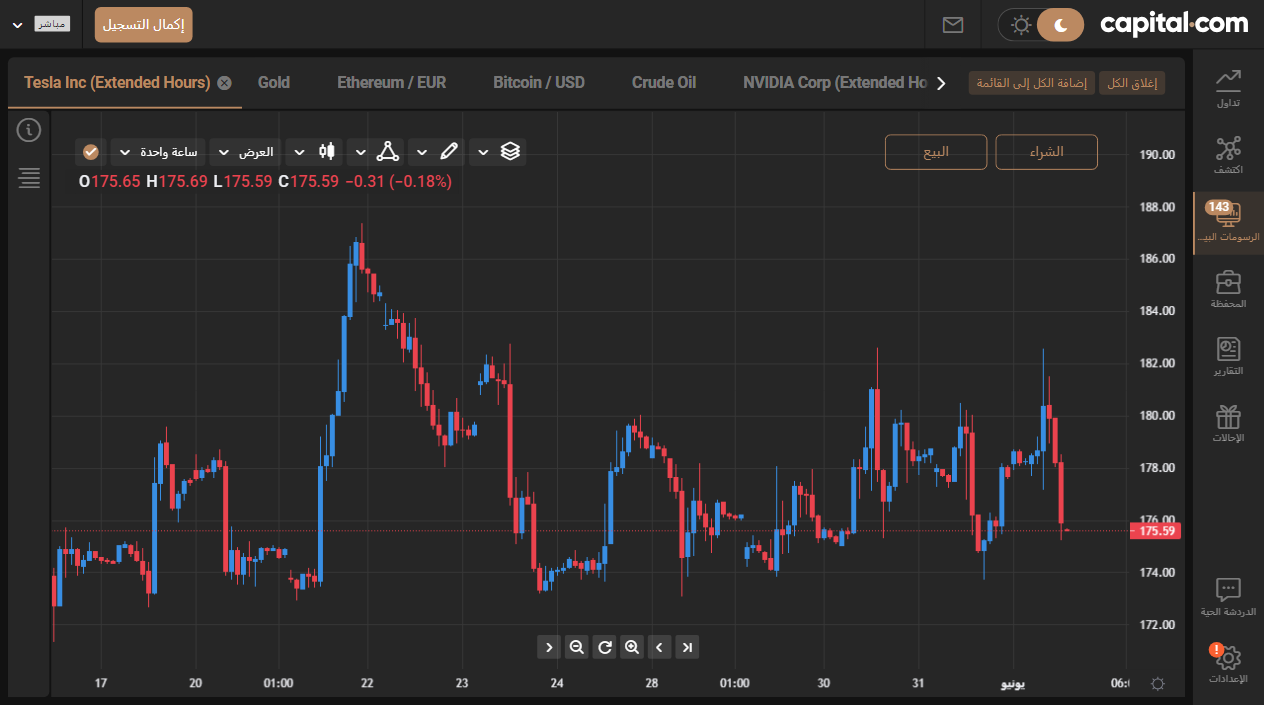 مباشر
إكمال التسجيل
capital.com
Tesla Inc (Extended Hours)
Gold
Ethereum / EUR
Bitcoin / USD
Crude Oil
NVIDIA Corp (Extended Ho
إضافة الكل إلى القائمة
إغلاق الكل
ساعة واحدة
العرض
البيع
الشراء
O175.65 H175.69 L175.59 C175.59 −0.31 (−0.18%)
190.00
188.00
186.00
184.00
182.00
180.00
178.00
176.00
175.59
174.00
172.00
17
20
01:00
22
23
24
28
01:00
30
31
يونيو
06:
تداول
اكتشف
143
الرسومات البيـ...
المحفظة
التقارير
الإحالات
الدردشة الحية
!
الإعدادات